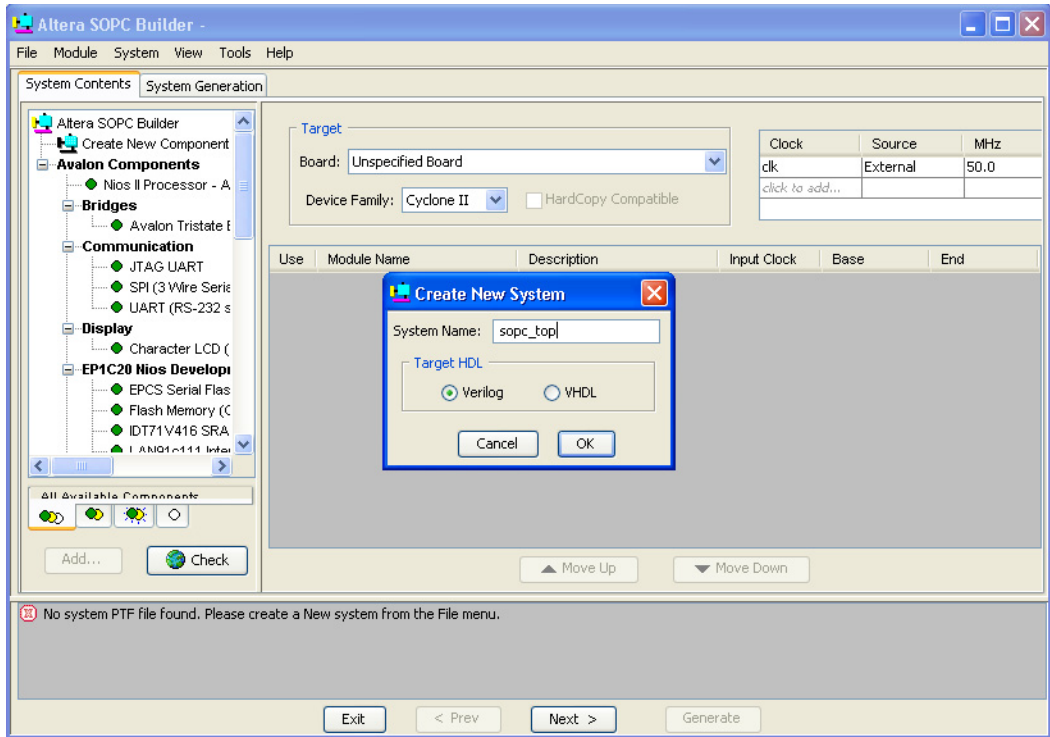 Altera SOPC Builder -
File Module System View Tools Help
System Contents System Generation
Altera SOPC Builder
Create New Component
Avalon Components
Nios II Processor - A
Bridges
Avalon Tristate
Communication
JTAG UART
SPI (3 Wire Serie
UART (RS-232 s
Display
Character LCD (
EP1C20 Nios Developi
EPCS Serial Flas
Flash Memory (C
IDT71V416 SRA
LAN91c111 Inter
All Available Components
Add...
Check
Target
Board: Unspecified Board
Device Family: Cyclone II HardCopy Compatible
Clock Source MHz
clk External 50.0
click to add...
Use Module Name Description Input Clock Base End
Create New System
System Name: sopc_top
Target HDL
Verilog VHDL
Cancel OK
Move Up Move Down
No system PTF file found. Please create a New system from the File menu.
Exit < Prev Next > Generate